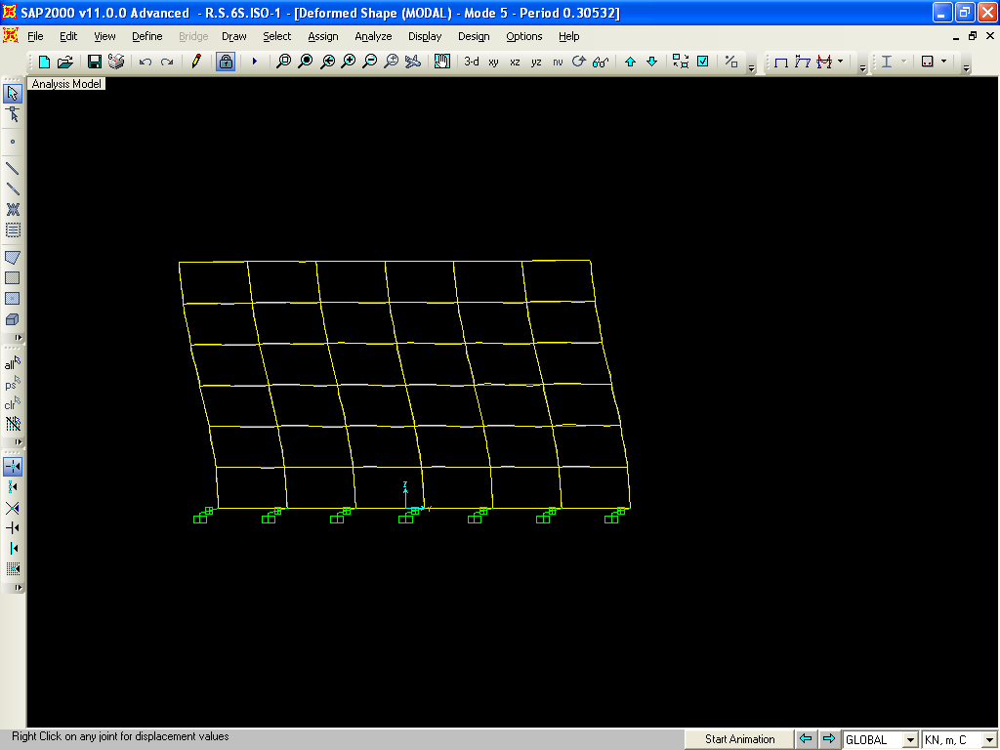 SAP2000 v11.0.0 Advanced - R.S.6S.ISO-1 - [Deformed Shape (MODAL) - Mode 5 - Period 0.30532]
File Edit View Define Bridge Draw Select Assign Analyze Display Design Options Help
3-d xy xz yz nv
Analysis Model
all
ps
clr
Z
Y
Right Click on any joint for displacement values
Start Animation
GLOBAL
KN, m, C